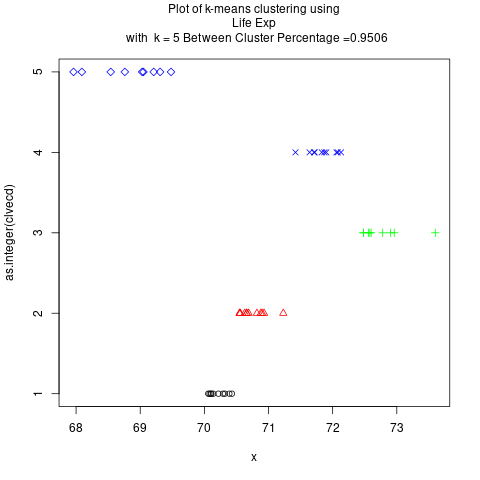 Plot of k-means clustering using
Life Exp
with  k = 5 Between Cluster Percentage =0.9506
5
4
3
2
1
as.integer(clvecd)
68 69 70 71 72 73
x